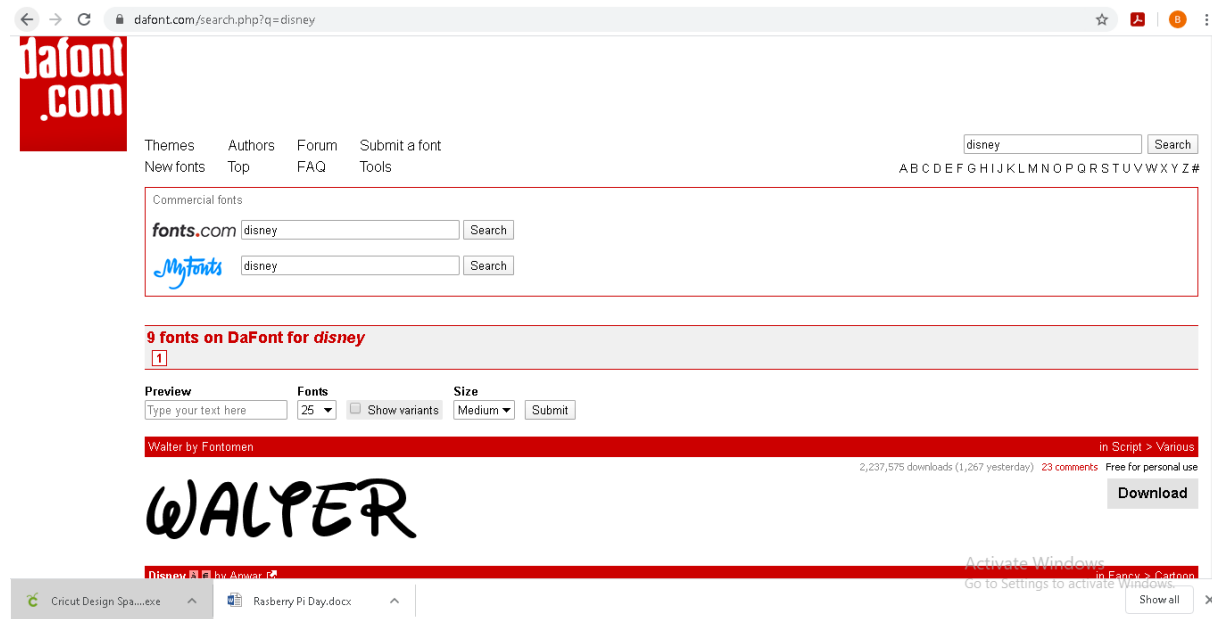 dafont.com/search.php?q=disney
B
dafont
.com
Themes Authors Forum Submit a font
New fonts Top FAQ Tools
disney Search
A B C D E F G H I J K L M N O P Q R S T U V W X Y Z #
Commercial fonts
fonts.com disney Search
MyFonts disney Search
9 fonts on DaFont for disney
1
Preview Fonts Size
Type your text here 25 Show variants Medium Submit
Walter by Fontomen in Script > Various
2,237,575 downloads (1,267 yesterday) 23 comments Free for personal use
Download
WALTER
Disney by Anwar in Fancy > Cartoon
Activate Windows
Go to Settings to activate Windows.
Cricut Design Spa....exe Rasberry Pi Day.docx Show all